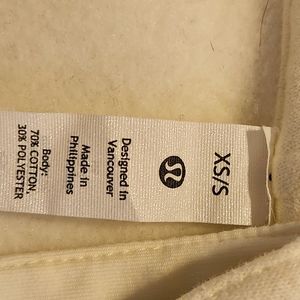 XS/S
Designed in
Vancouver
Made in
Philippines
Body:
70% COTTON,
30% POLYESTER